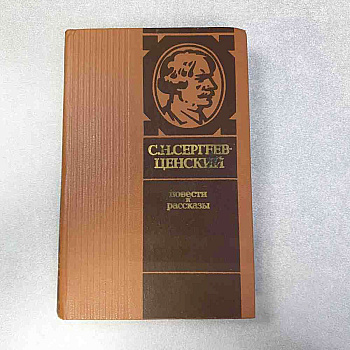 С.Н.СЕРГЕЕВ-
ЦЕНСКИЙ
повести
и
рассказы